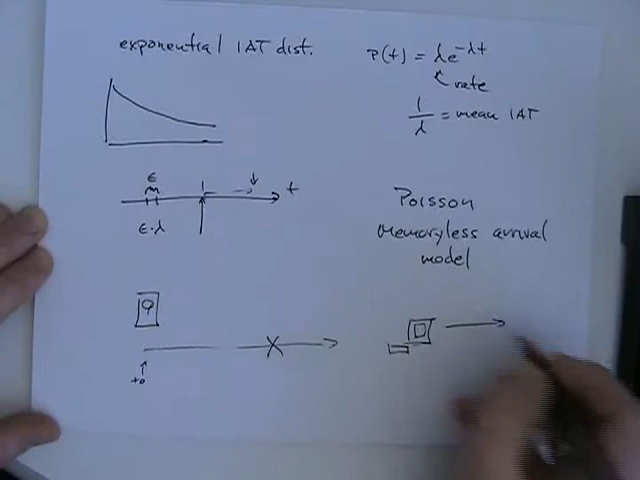 exponential IAT dist.
P(t) = λe^-λt
rate
1/λ = mean IAT
ε
t
ε·λ
Poisson
memoryless arrival
model
t0